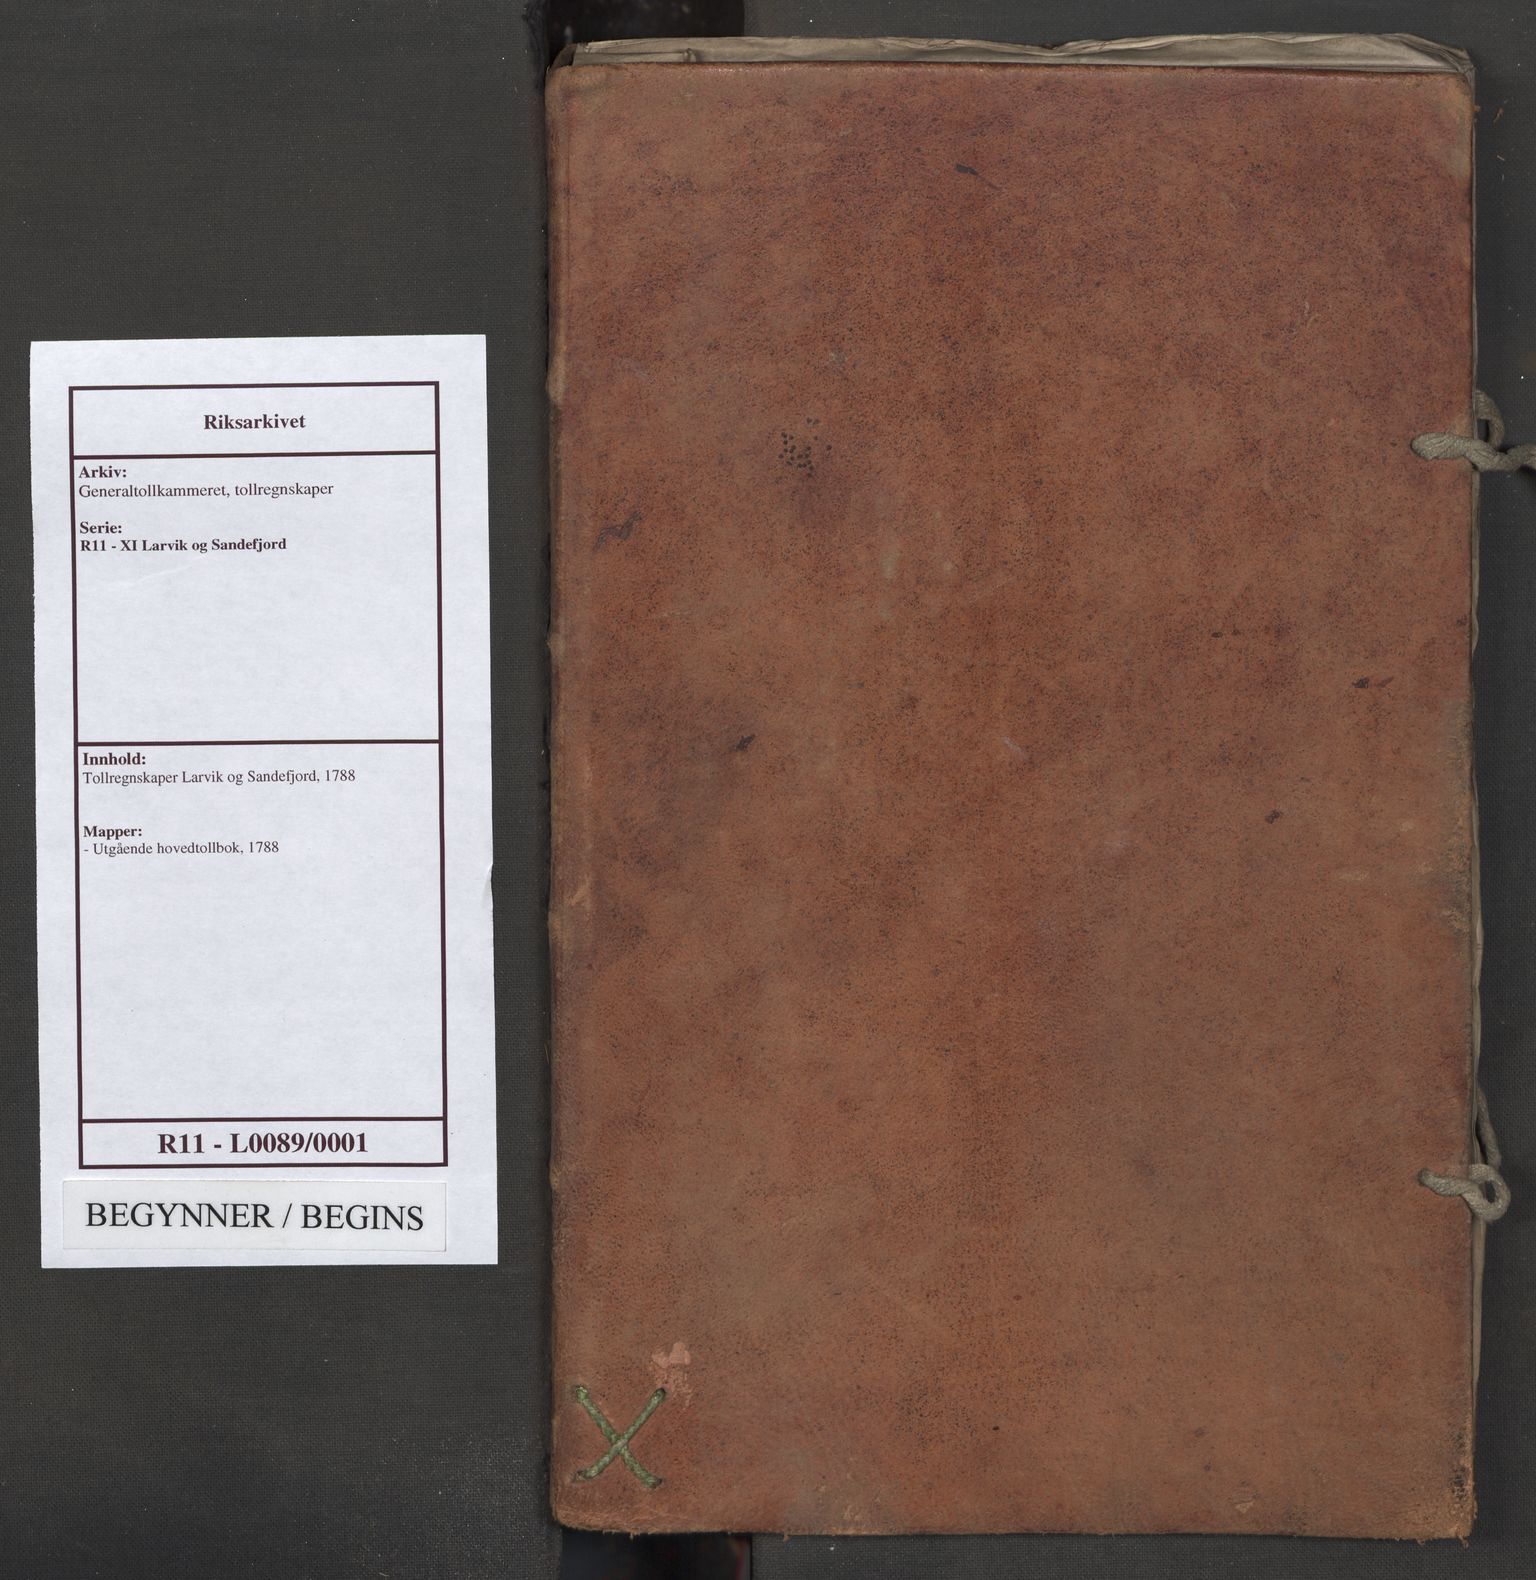 Riksarkivet
Arkiv:
Generaltollkammeret, tollregnskaper
Serie:
R11 - XI Larvik og Sandefjord
Innhold:
Tollregnskaper Larvik og Sandefjord, 1788
Mapper:
- Utgående hovedtollbok, 1788
R11 - L0089/0001
BEGYNNER / BEGINS